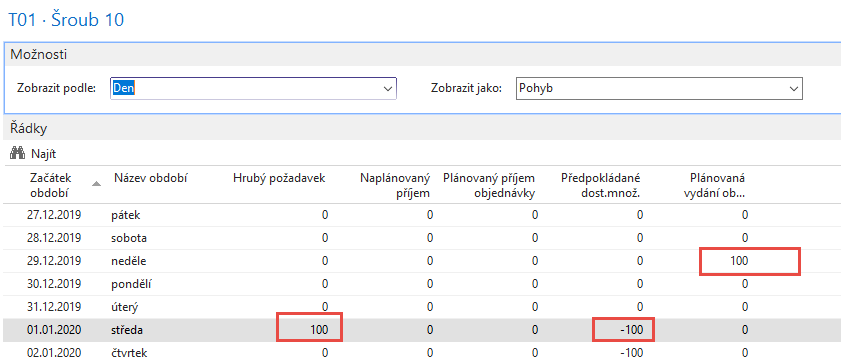 T01 · Šroub 10
Možnosti
Zobrazit podle: Den Zobrazit jako: Pohyb
Řádky
Najít
Začátek období Název období Hrubý požadavek Naplánovaný příjem Plánovaný příjem objednávky Předpokládané dost.množ. Plánovaná vydání ob...
27.12.2019 pátek 0 0 0 0 0
28.12.2019 sobota 0 0 0 0 0
29.12.2019 neděle 0 0 0 0 100
30.12.2019 pondělí 0 0 0 0 0
31.12.2019 úterý 0 0 0 0 0
01.01.2020 středa 100 0 0 -100 0
02.01.2020 čtvrtek 0 0 0 -100 0